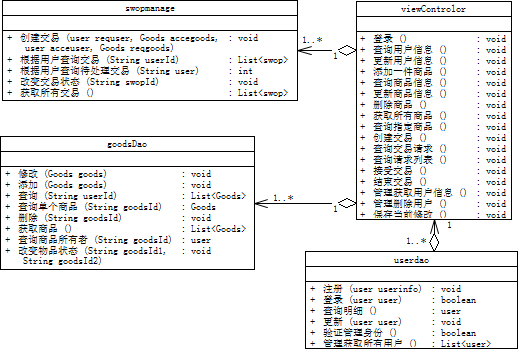 swopmanage
+ 创建交易 (user requser, Goods accegoods, : void
user acceuser, Goods reqgoods)
+ 根据用户查询交易 (String userId) : List<swop>
+ 根据用户查询待处理交易 (String user) : int
+ 改变交易状态 (String swopId) : void
+ 获取所有交易 () : List<swop>
1..*
1
viewControlor
+ 登录 () : void
+ 查询用户信息 () : void
+ 更新用户信息 () : void
+ 添加一件商品 () : void
+ 查询商品信息 () : void
+ 更新商品信息 () : void
+ 删除商品 () : void
+ 获取所有商品 () : void
+ 查询指定商品 () : void
+ 创建交易 () : void
+ 查询交易请求 () : void
+ 查询请求列表 () : void
+ 接受交易 () : void
+ 结束交易 () : void
+ 管理获取用户信息 () : void
+ 管理删除用户 () : void
+ 保存当前修改 () : void
goodsDao
+ 修改 (Goods goods) : void
+ 添加 (Goods goods) : void
+ 查询 (String userId) : List<Goods>
+ 查询单个商品 (String goodsId) : Goods
+ 删除 (String goodsId) : void
+ 获取商品 () : List<Goods>
+ 查询商品所有者 (String goodsId) : user
+ 改变物品状态 (String goodsId1, : void
String goodsId2)
1..*
1
1
1..*
userdao
+ 注册 (user userinfo) : void
+ 登录 (user user) : boolean
+ 查询明细 () : user
+ 更新 (user user) : void
+ 验证管理身份 () : boolean
+ 管理获取所有用户 () : List<user>